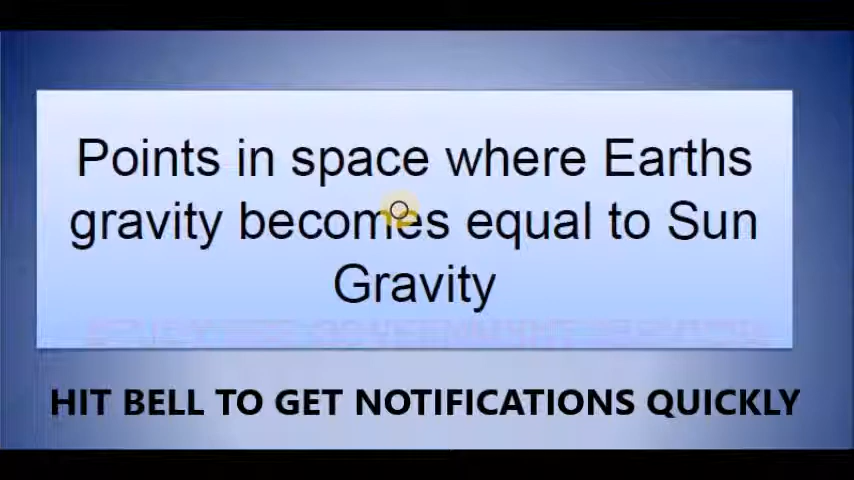 Points in space where Earths
gravity becomes equal to Sun
Gravity
HIT BELL TO GET NOTIFICATIONS QUICKLY